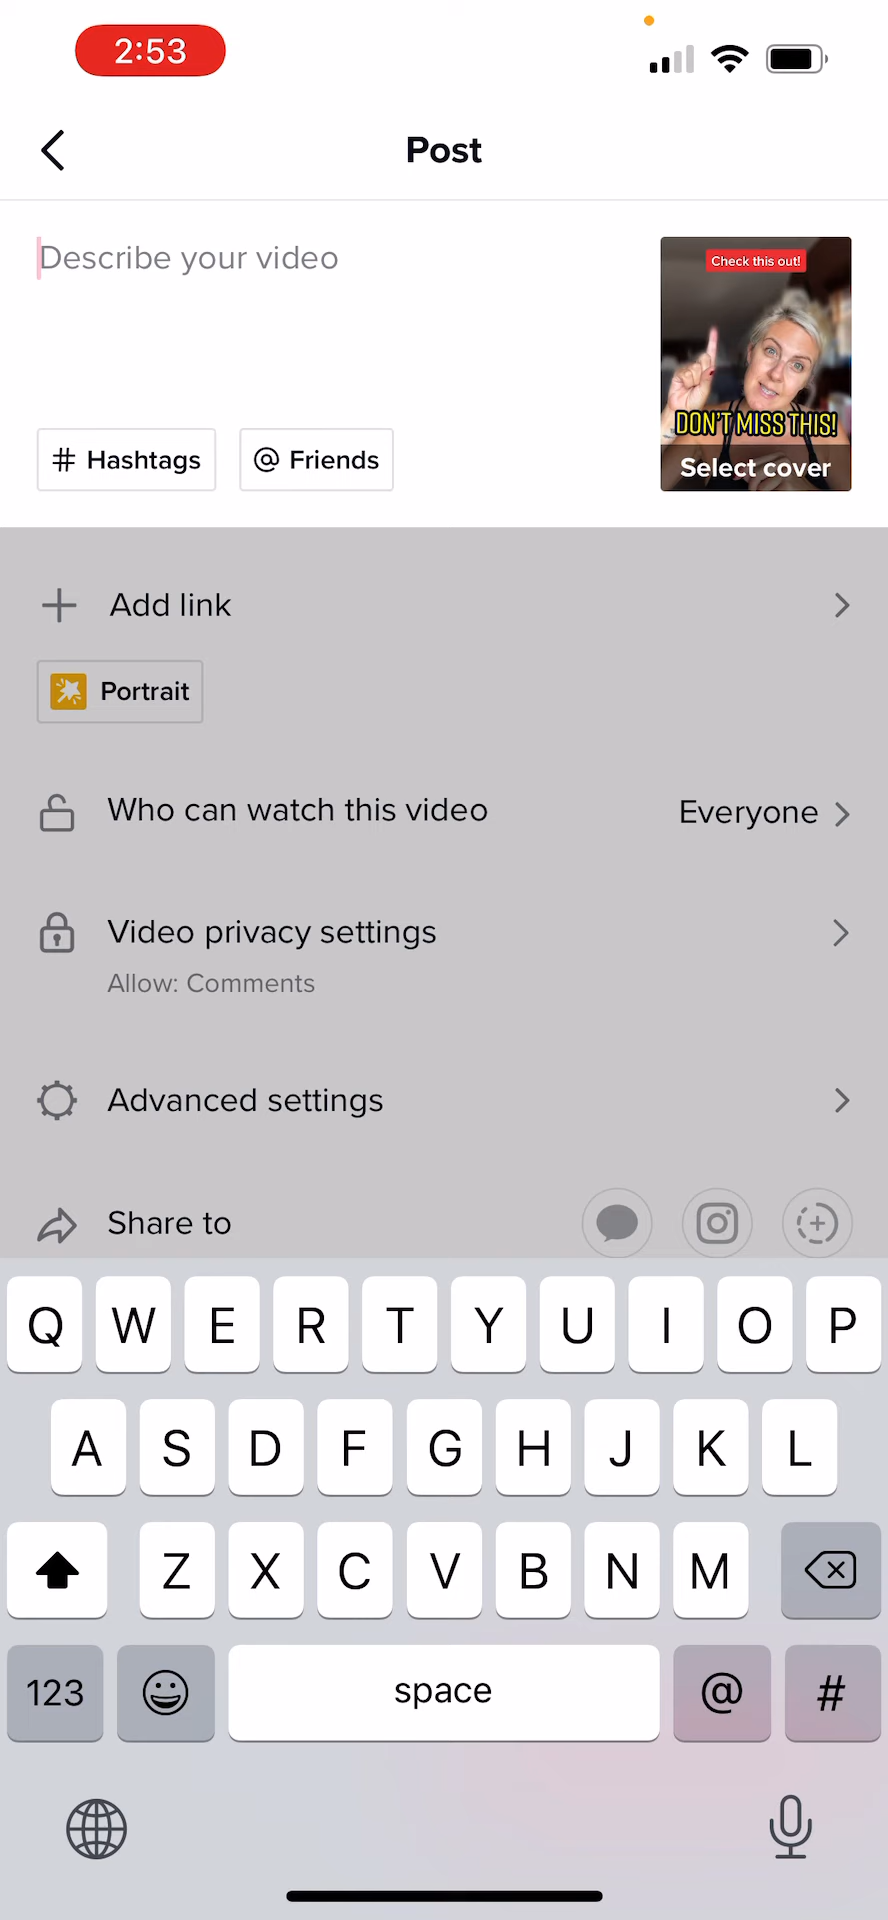 2:53
Post
Describe your video
Check this out!
DON'T MISS THIS!
Select cover
# Hashtags
@ Friends
Add link
Portrait
Who can watch this video
Everyone
Video privacy settings
Allow: Comments
Advanced settings
Share to
Q W E R T Y U I O P
A S D F G H J K L
Z X C V B N M
123 space @ #